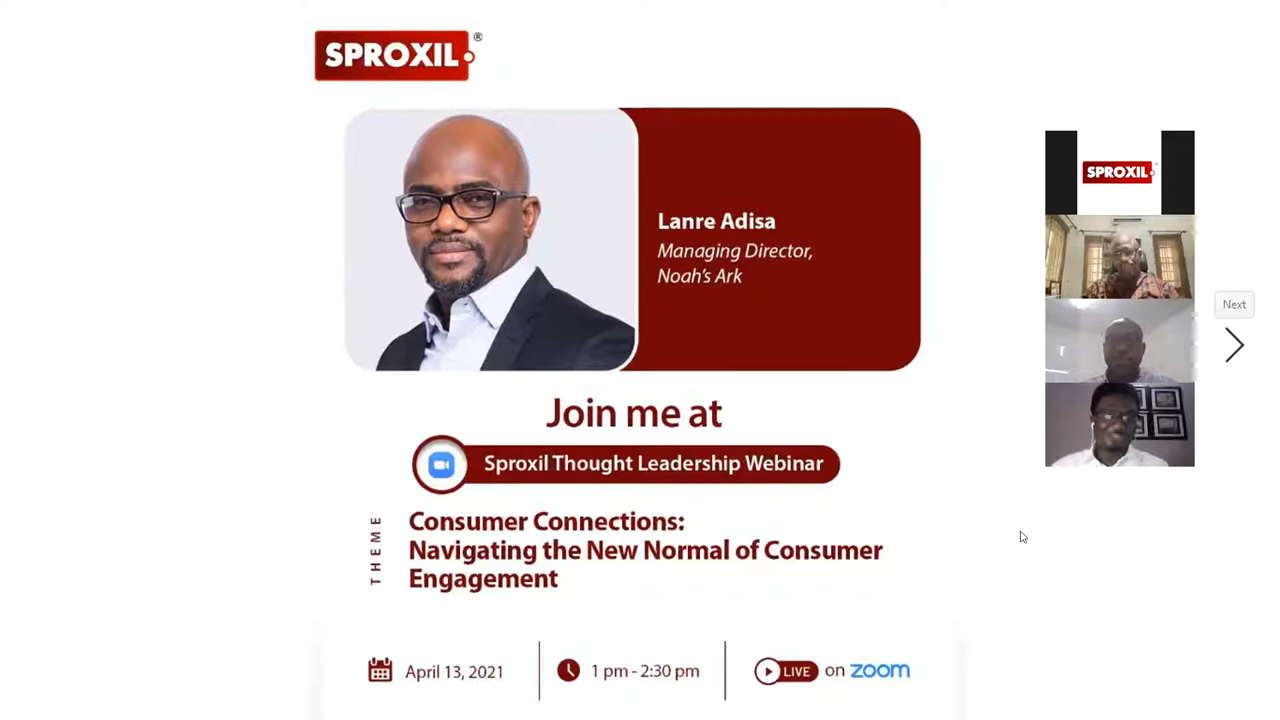 SPROXIL®
Lanre Adisa
Managing Director,
Noah's Ark
Join me at
Sproxil Thought Leadership Webinar
THEME
Consumer Connections:
Navigating the New Normal of Consumer
Engagement
April 13, 2021
1 pm - 2:30 pm
LIVE on zoom
SPROXIL
Next